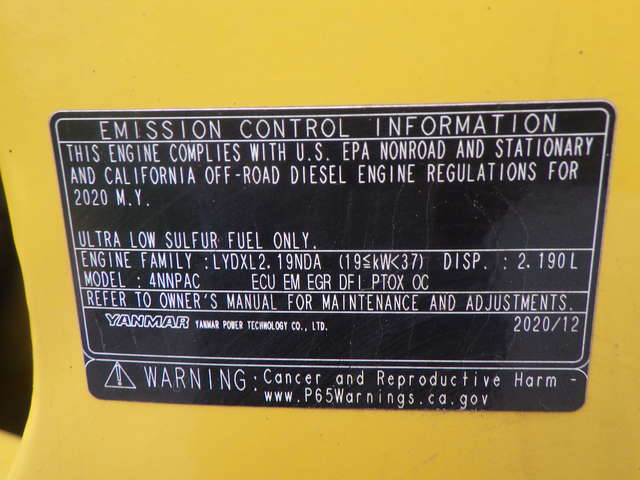 EMISSION CONTROL INFORMATION
THIS ENGINE COMPLIES WITH U.S. EPA NONROAD AND STATIONARY
AND CALIFORNIA OFF-ROAD DIESEL ENGINE REGULATIONS FOR
2020 M.Y.
ULTRA LOW SULFUR FUEL ONLY.
ENGINE FAMILY :LYDXL2.19NDA (19≦kW<37) DISP. : 2.190L
MODEL : 4NNPAC ECU EM EGR DFI PTOX OC
REFER TO OWNER'S MANUAL FOR MAINTENANCE AND ADJUSTMENTS.
YANMAR YANMAR POWER TECHNOLOGY CO., LTD. 2020/12
WARNING: Cancer and Reproductive Harm -
www.P65Warnings.ca.gov